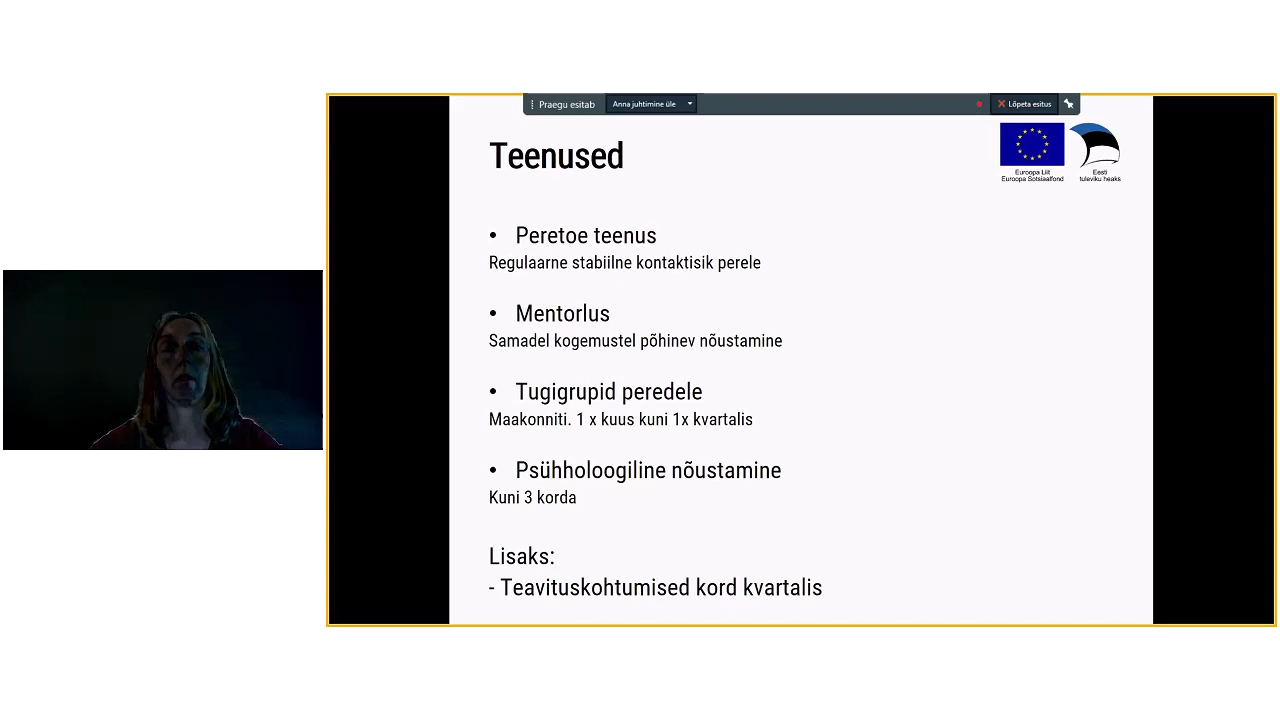 Praegu esitab
Anna juhtimine üle
Lõpeta esitus
Teenused
Euroopa Liit
Euroopa Sotsiaalfond
Eesti
tuleviku heaks
• Peretoe teenus
Regulaarne stabiilne kontaktisik perele
• Mentorlus
Samadel kogemustel põhinev nõustamine
• Tugigrupid peredele
Maakonniti. 1 x kuus kuni 1x kvartalis
• Psühholoogiline nõustamine
Kuni 3 korda
Lisaks:
- Teavituskohtumised kord kvartalis